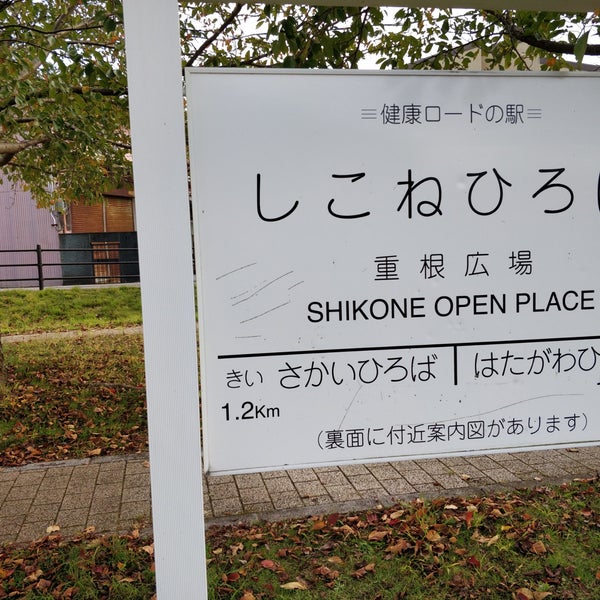 ≡健康ロードの駅≡
しこねひろ
重根広場
SHIKONE OPEN PLACE
きい さかいひろば | はたがわひ
1.2Km
(裏面に付近案内図があります)